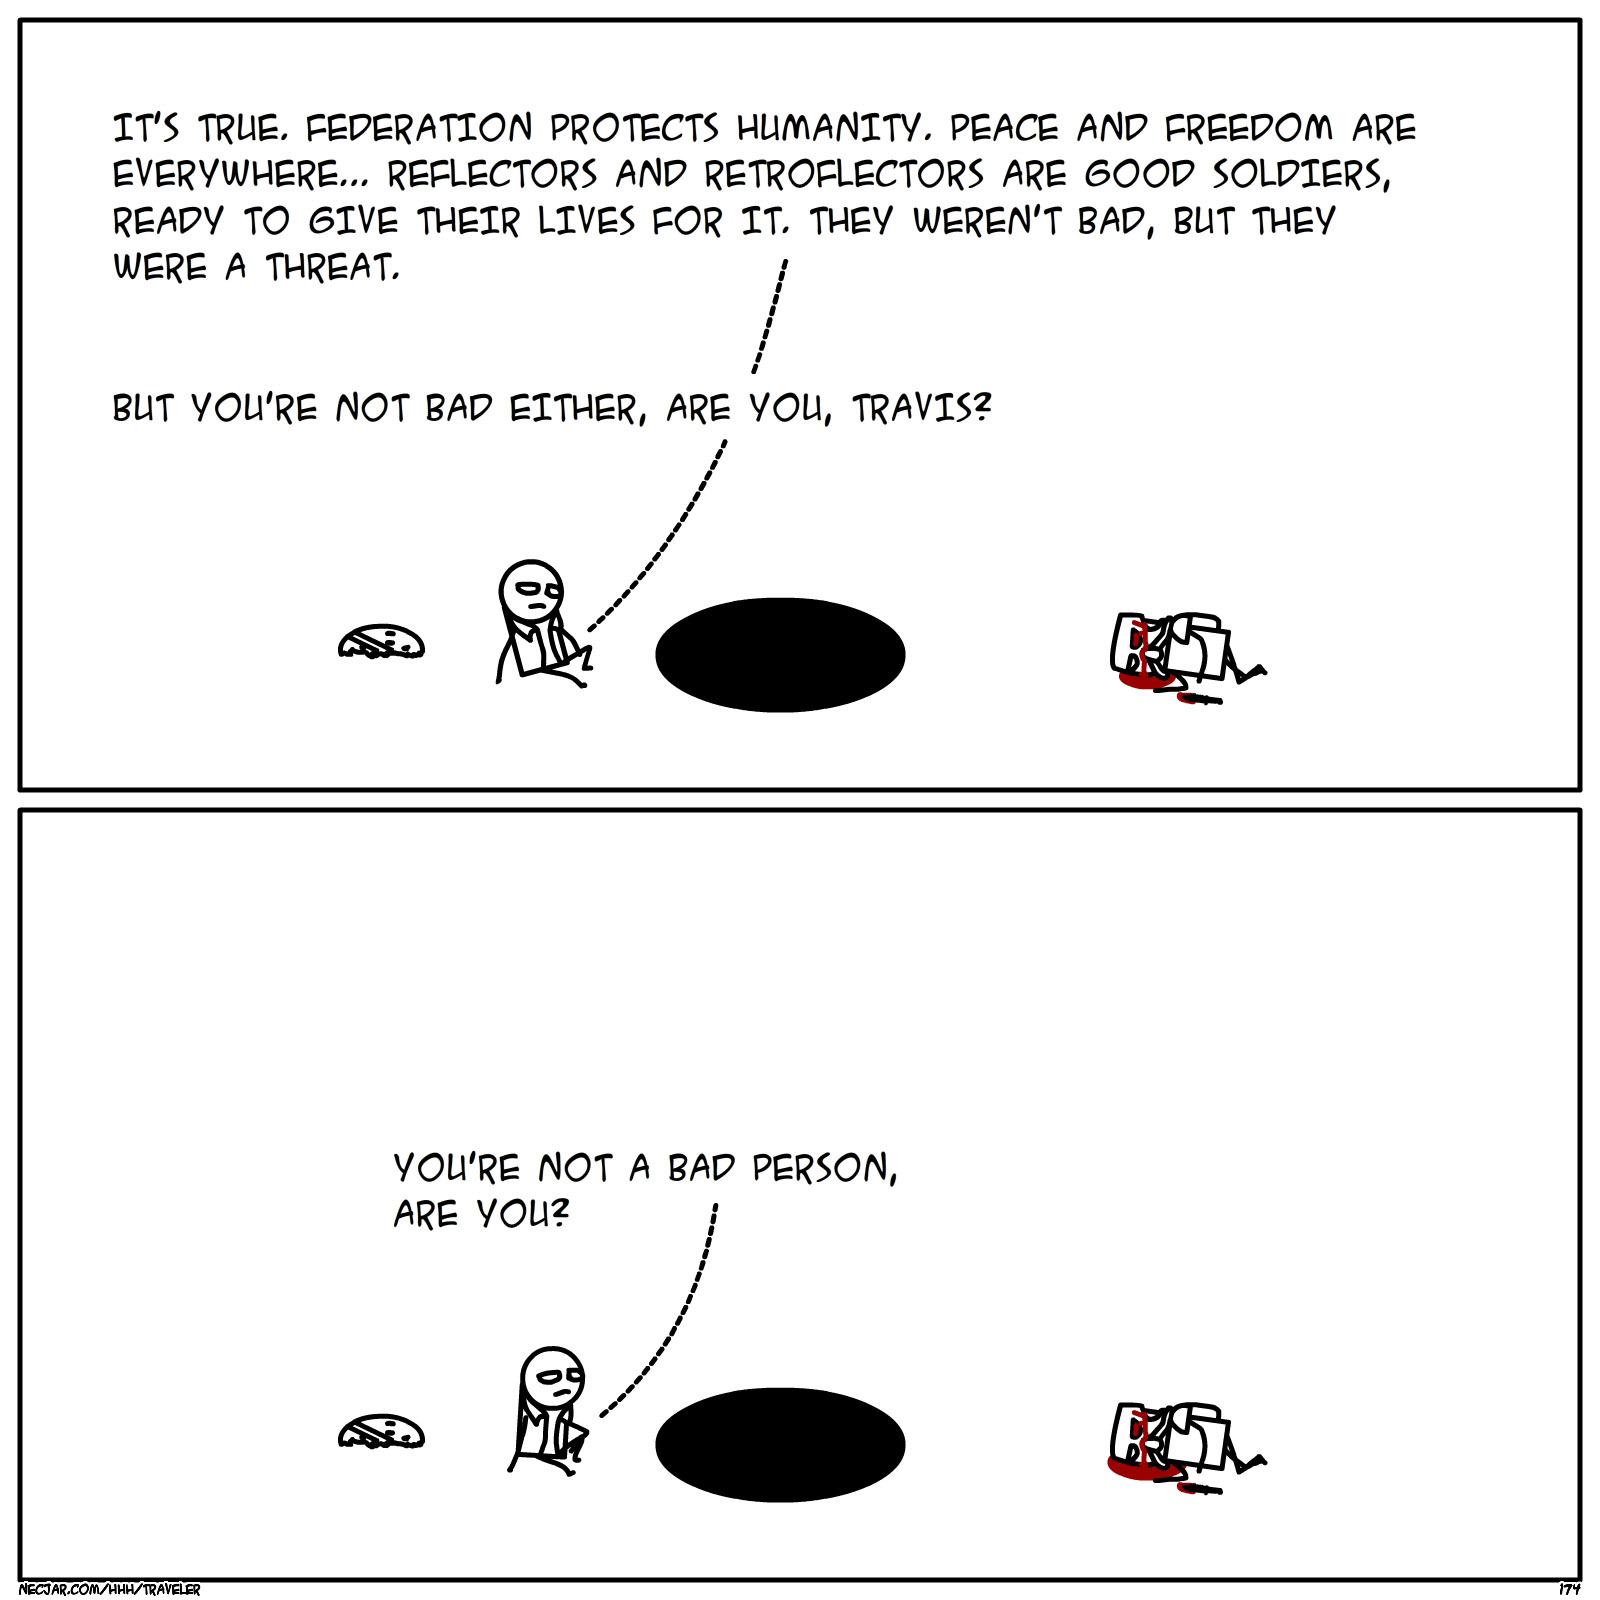 IT'S TRUE. FEDERATION PROTECTS HUMANITY. PEACE AND FREEDOM ARE
EVERYWHERE... REFLECTORS AND RETROFLECTORS ARE GOOD SOLDIERS,
READY TO GIVE THEIR LIVES FOR IT. THEY WEREN'T BAD, BUT THEY
WERE A THREAT.
BUT YOU'RE NOT BAD EITHER, ARE YOU, TRAVIS?
YOU'RE NOT A BAD PERSON,
ARE YOU?
NECJAR.COM/HHH/TRAVELER
174